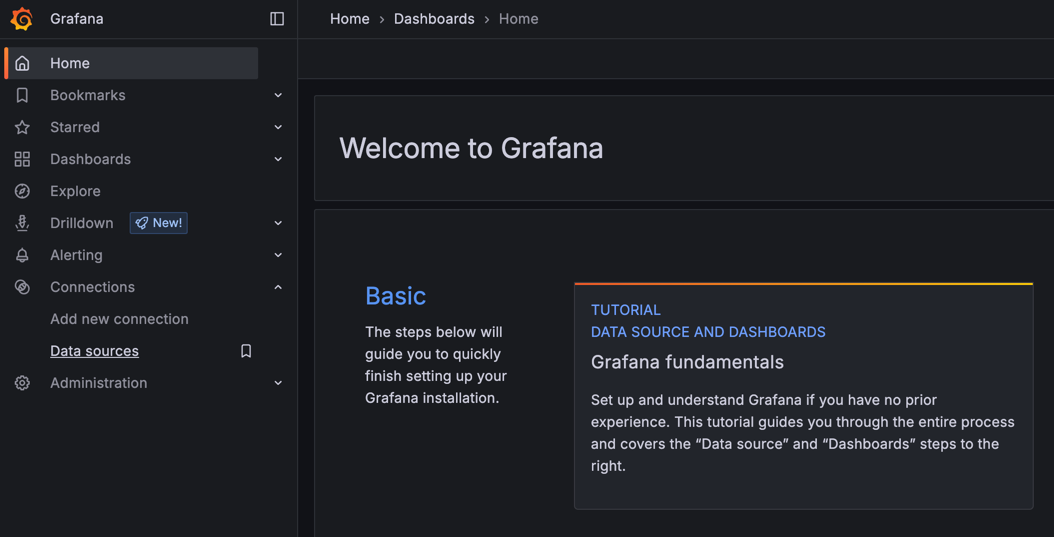 Grafana
Home › Dashboards › Home
Home
Bookmarks
Starred
Dashboards
Explore
Drilldown New!
Alerting
Connections
Add new connection
Data sources
Administration
Welcome to Grafana
Basic
The steps below will
guide you to quickly
finish setting up your
Grafana installation.
TUTORIAL
DATA SOURCE AND DASHBOARDS
Grafana fundamentals
Set up and understand Grafana if you have no prior
experience. This tutorial guides you through the entire process
and covers the “Data source” and “Dashboards” steps to the
right.